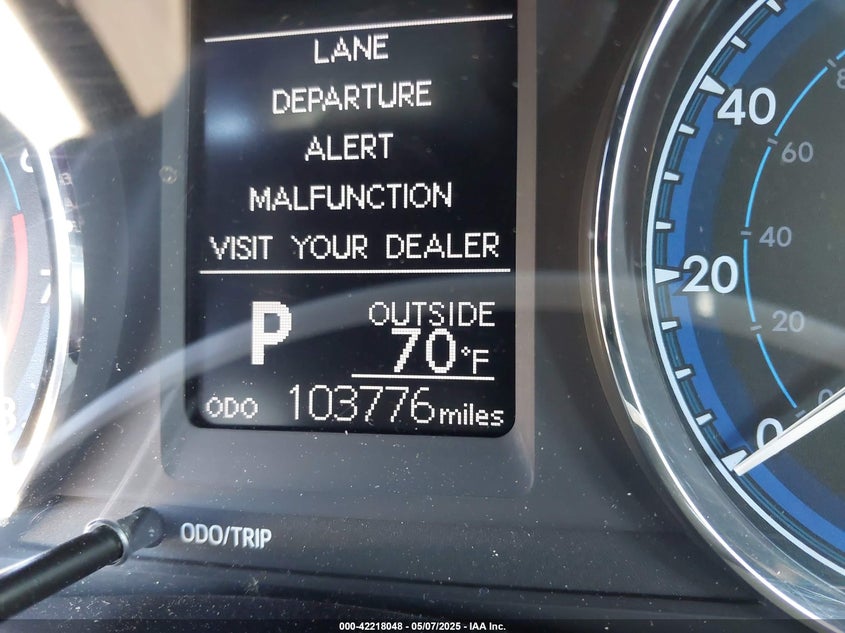 LANE
DEPARTURE
ALERT
MALFUNCTION
VISIT YOUR DEALER
P
OUTSIDE
70°F
ODO 103776 miles
ODO/TRIP
7
40
20
0
60
40
20
000-42218048 - 05/07/2025 - IAA Inc.